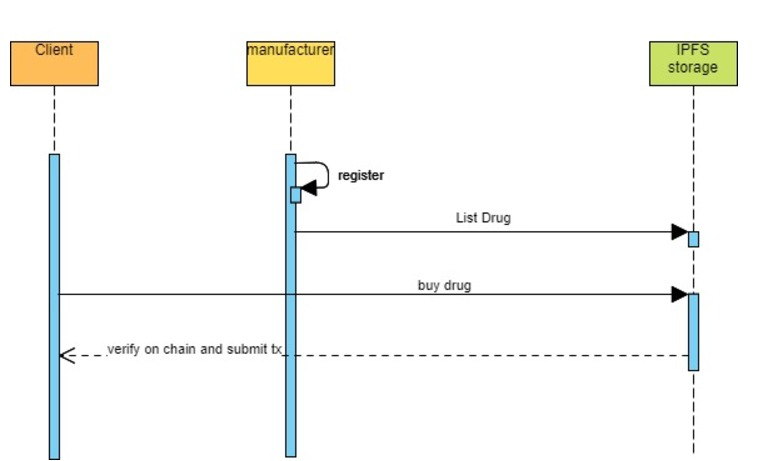 Client
manufacturer
IPFS
storage
register
List Drug
buy drug
verify on chain and submit tx